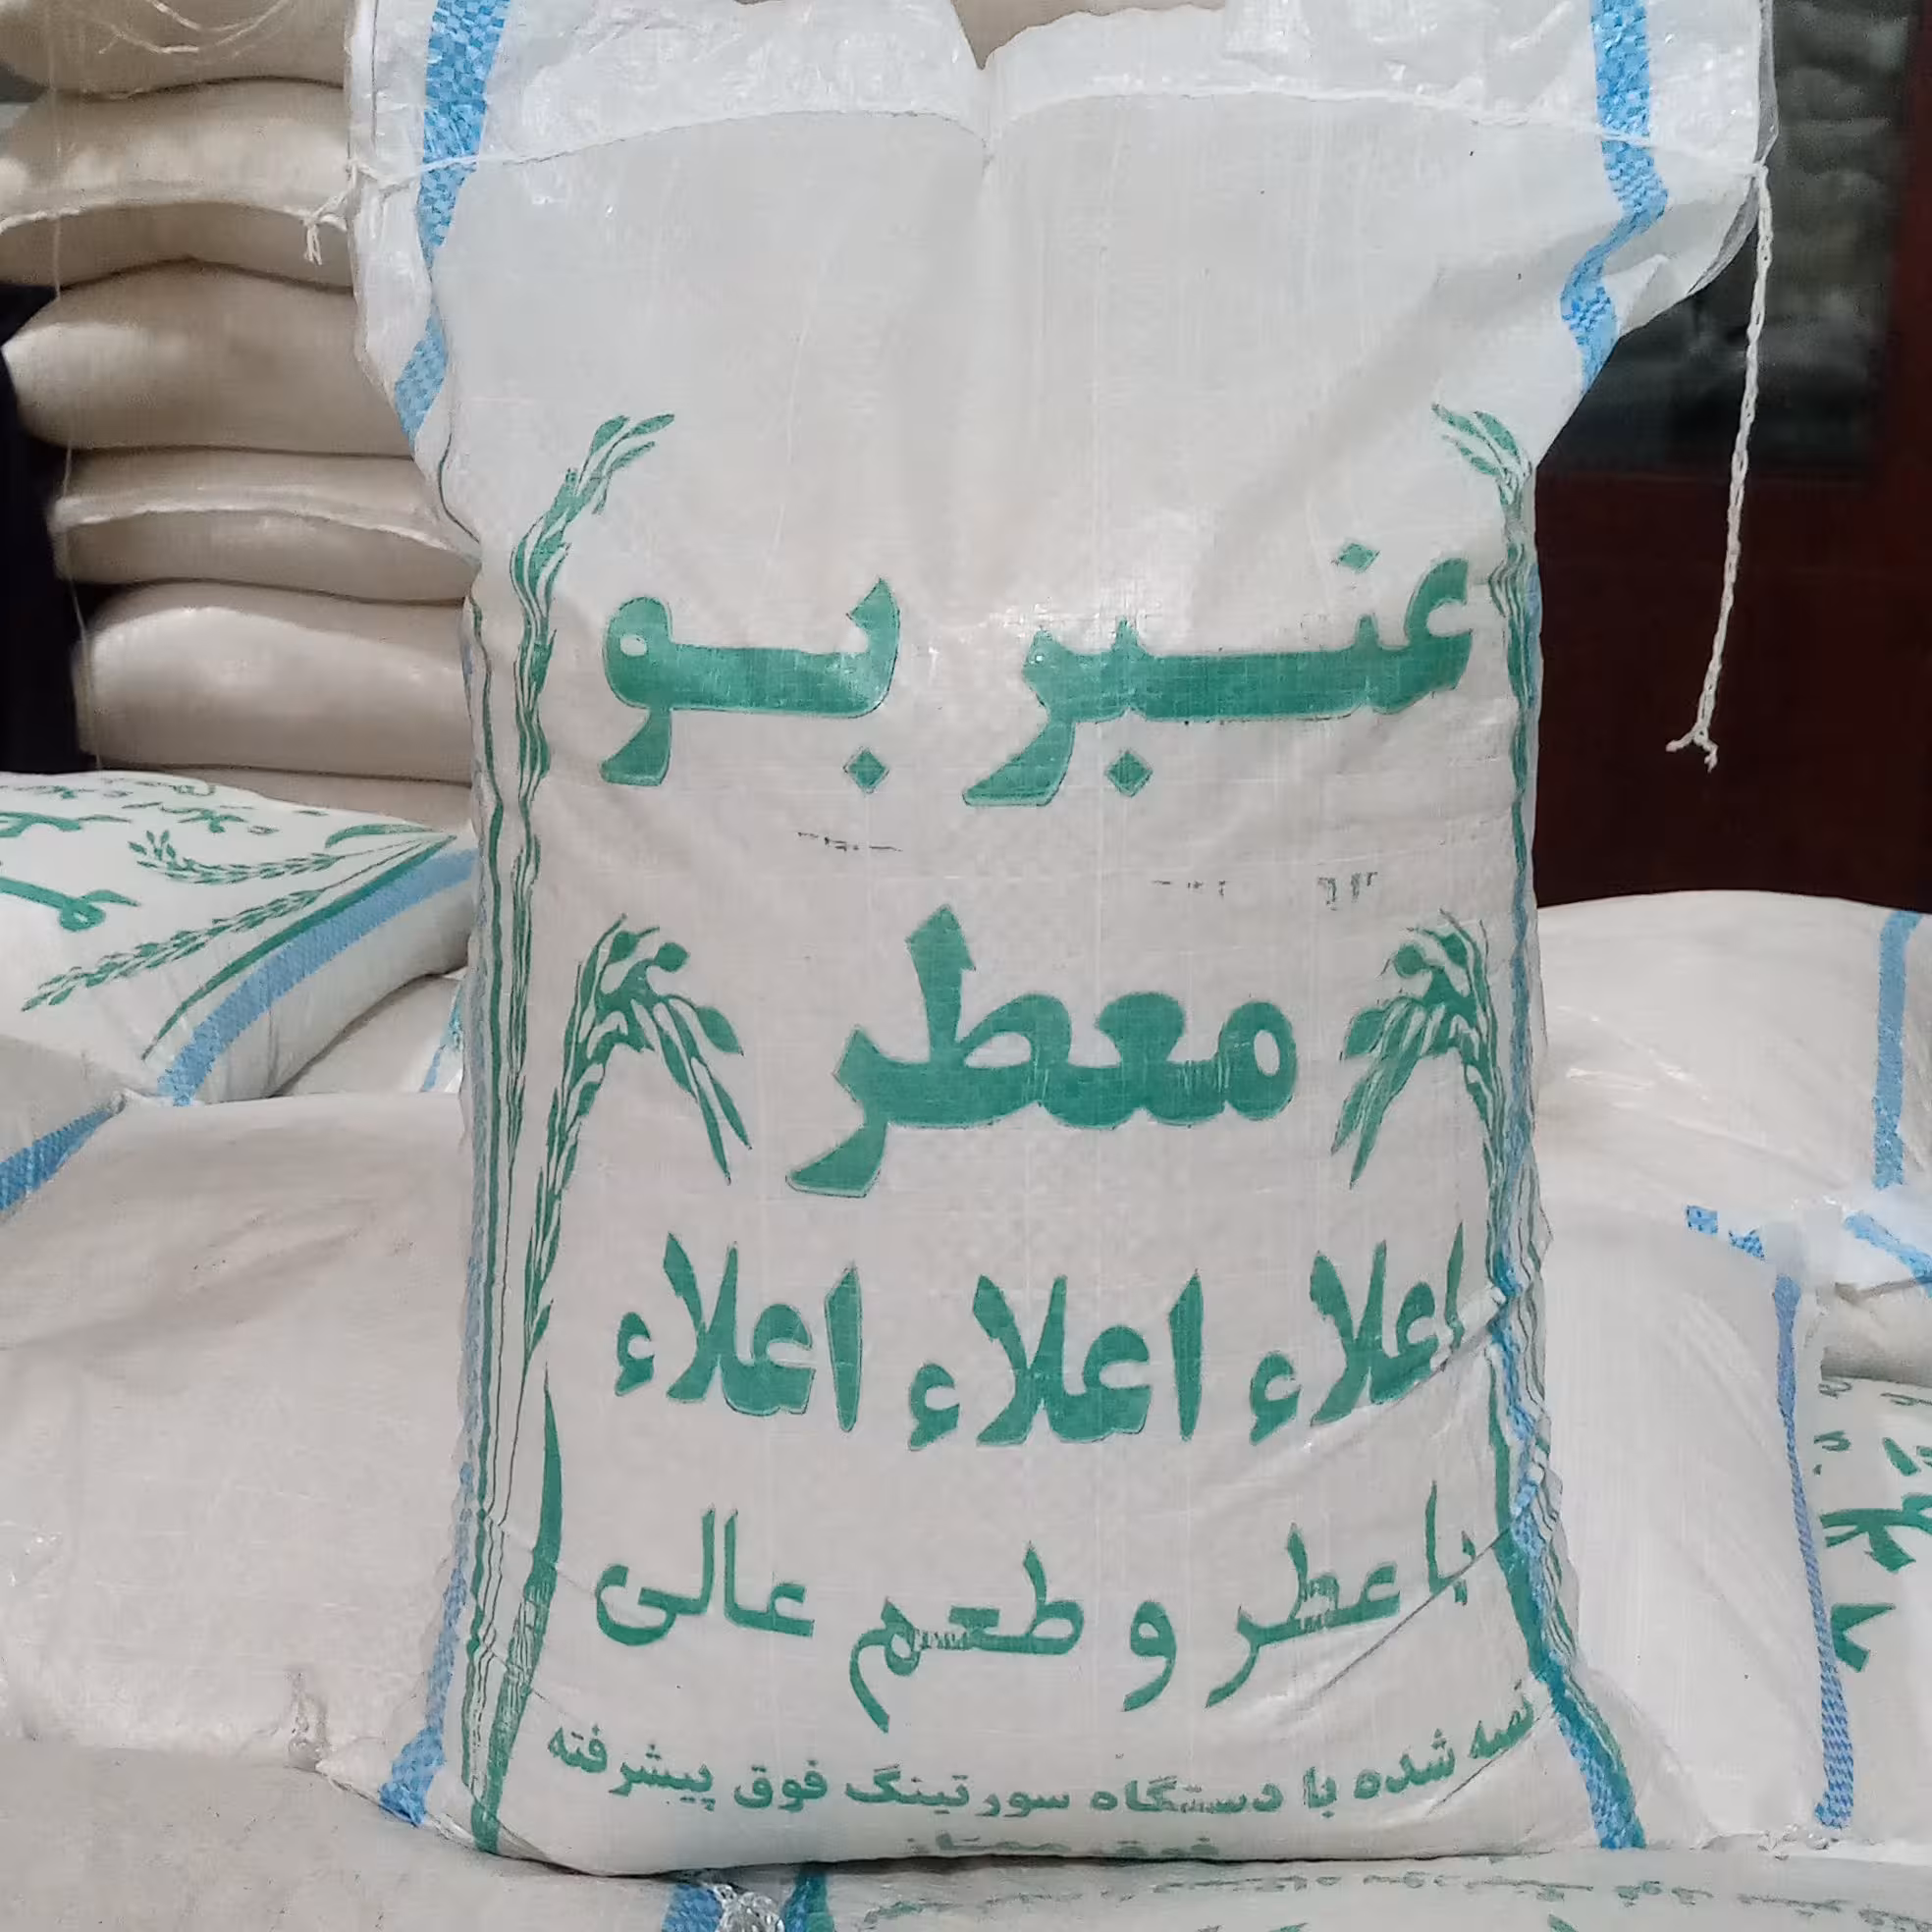 عنبر بو
معطر
اعلاء اعلاء اعلاء
با عطر و طعم عالی
شده با دستگاه سورتینگ فوق پیشرفته